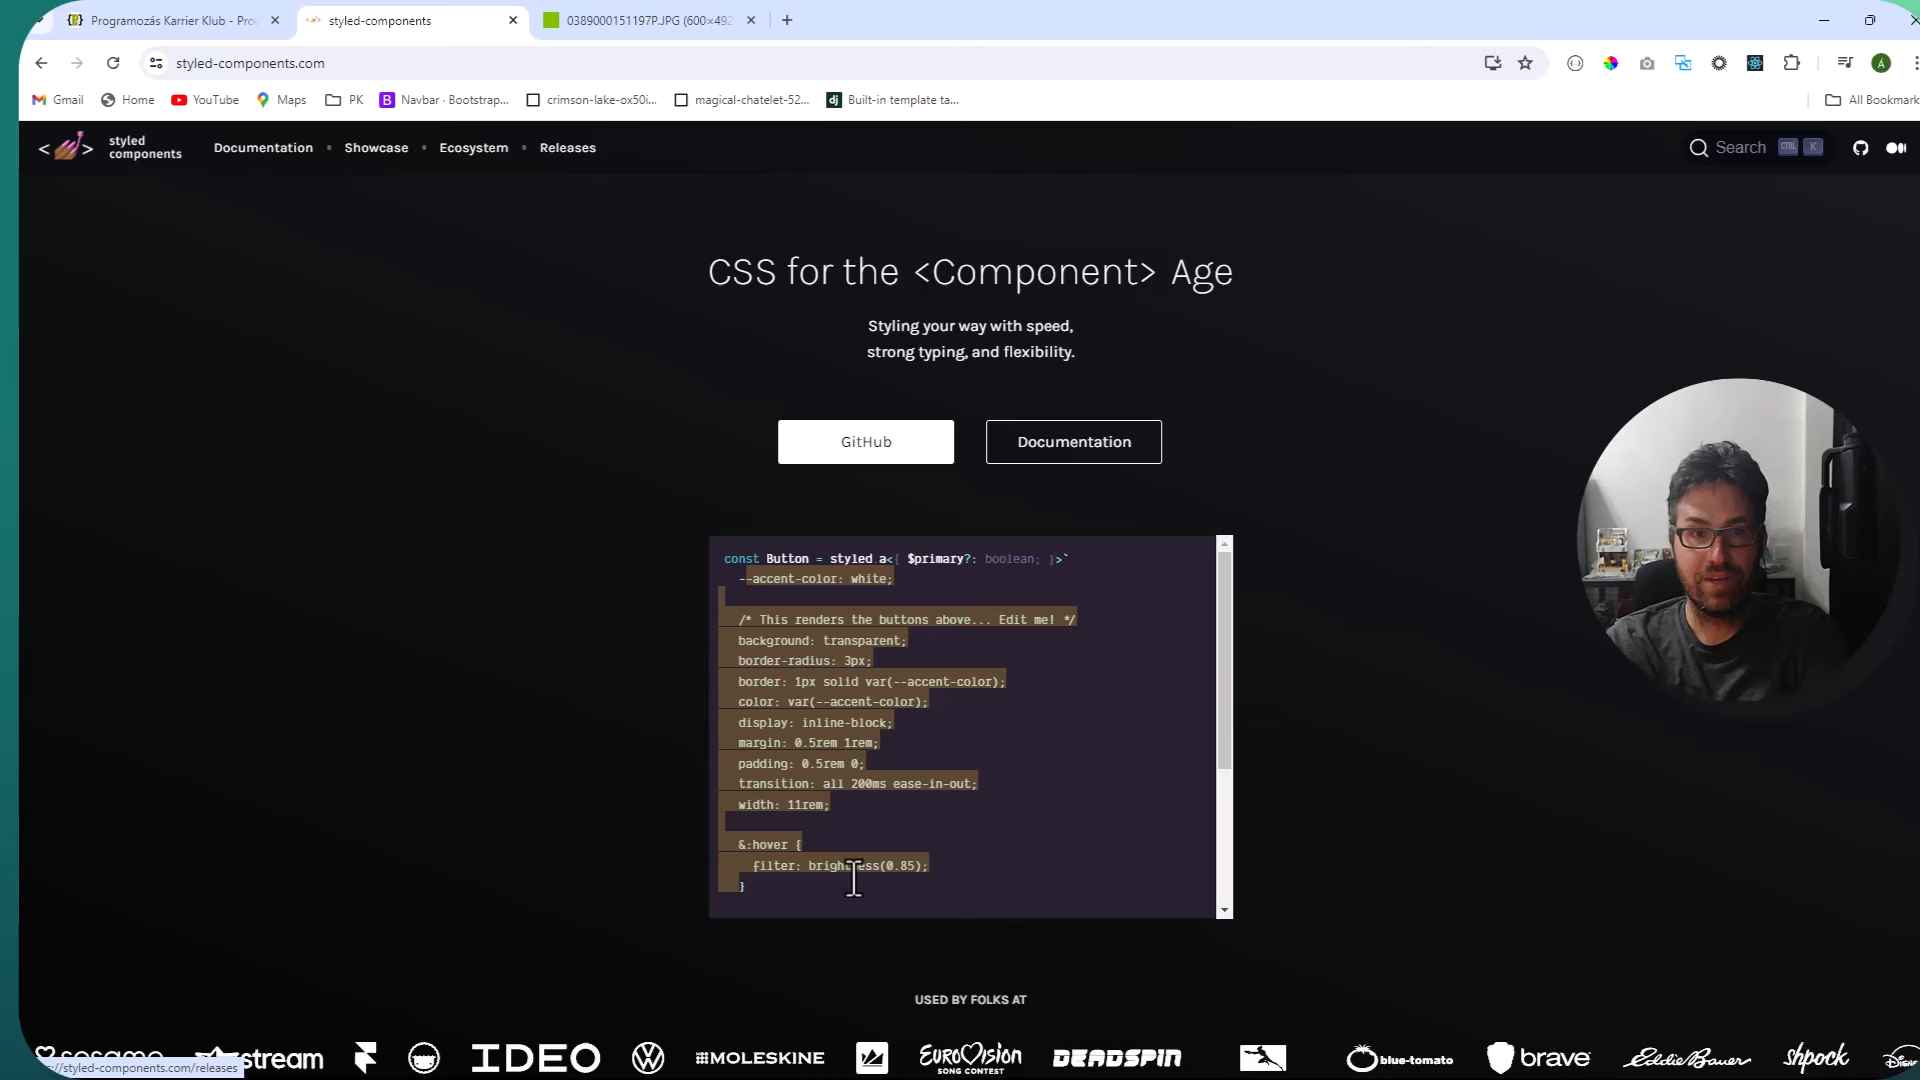 Programozás Karrier Klub - Pro
styled-components
0389000151197P.JPG (600×492
styled-components.com
Gmail
Home
YouTube
Maps
PK
Navbar · Bootstrap...
crimson-lake-ox50i...
magical-chatelet-52...
Built-in template ta...
All Bookmark
styled
components
Documentation
Showcase
Ecosystem
Releases
Search
CTRL
K
CSS for the <Component> Age
Styling your way with speed,
strong typing, and flexibility.
GitHub
Documentation
const Button = styled a<{ $primary?: boolean; }>`
--accent-color: white;
/* This renders the buttons above... Edit me! */
background: transparent;
border-radius: 3px;
border: 1px solid var(--accent-color);
color: var(--accent-color);
display: inline-block;
margin: 0.5rem 1rem;
padding: 0.5rem 0;
transition: all 200ms ease-in-out;
width: 11rem;
&:hover {
filter: brightness(0.85);
}
USED BY FOLKS AT
stream
IDEO
#MOLESKINE
EUROVISION
SONG CONTEST
DEADSPIN
blue-tomato
brave
Eddie Bauer
shpock
s://styled-components.com/releases